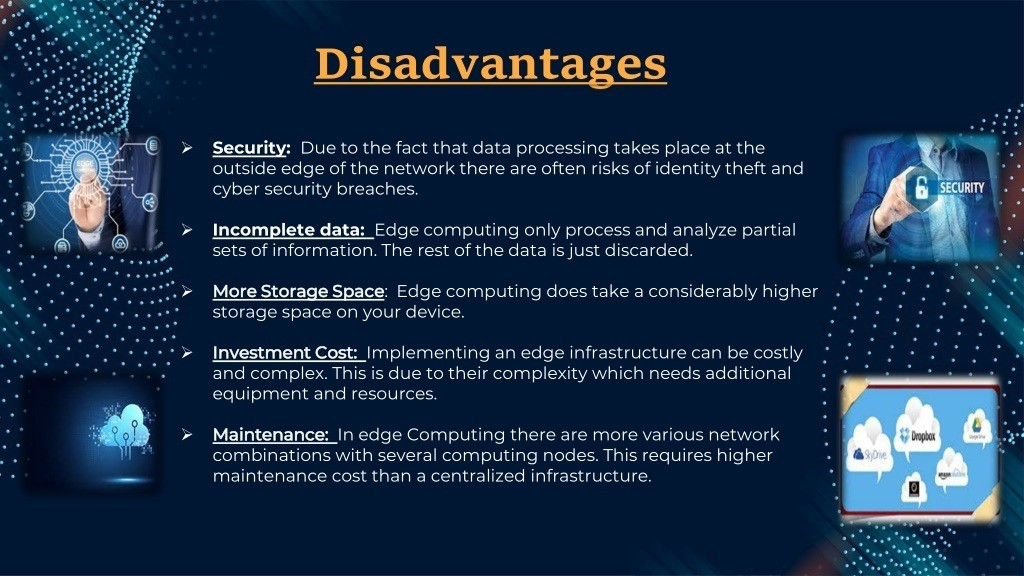 Disadvantages
➢ Security:  Due to the fact that data processing takes place at the
outside edge of the network there are often risks of identity theft and
cyber security breaches.
➢ Incomplete data:  Edge computing only process and analyze partial
sets of information. The rest of the data is just discarded.
➢ More Storage Space:  Edge computing does take a considerably higher
storage space on your device.
➢ Investment Cost:  Implementing an edge infrastructure can be costly
and complex. This is due to their complexity which needs additional
equipment and resources.
➢ Maintenance:  In edge Computing there are more various network
combinations with several computing nodes. This requires higher
maintenance cost than a centralized infrastructure.
EDGE
SECURITY
SkyDrive
Dropbox
Google Drive
amazon